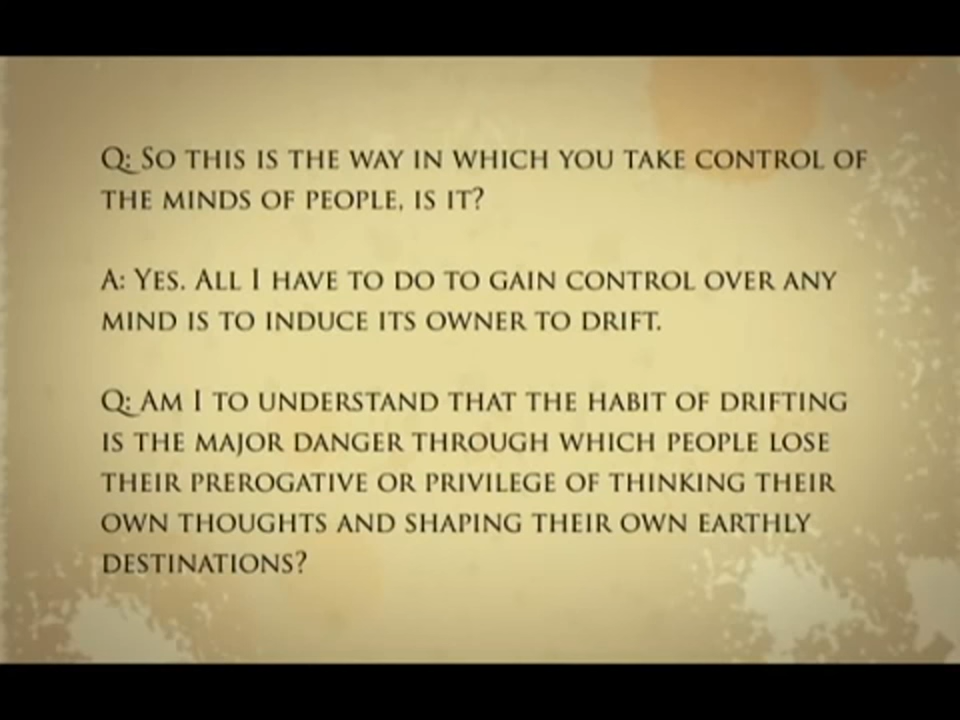 Q: So this is the way in which you take control of
the minds of people, is it?
A: Yes. All I have to do to gain control over any
mind is to induce its owner to drift.
Q: Am I to understand that the habit of drifting
is the major danger through which people lose
their prerogative or privilege of thinking their
own thoughts and shaping their own earthly
destinations?